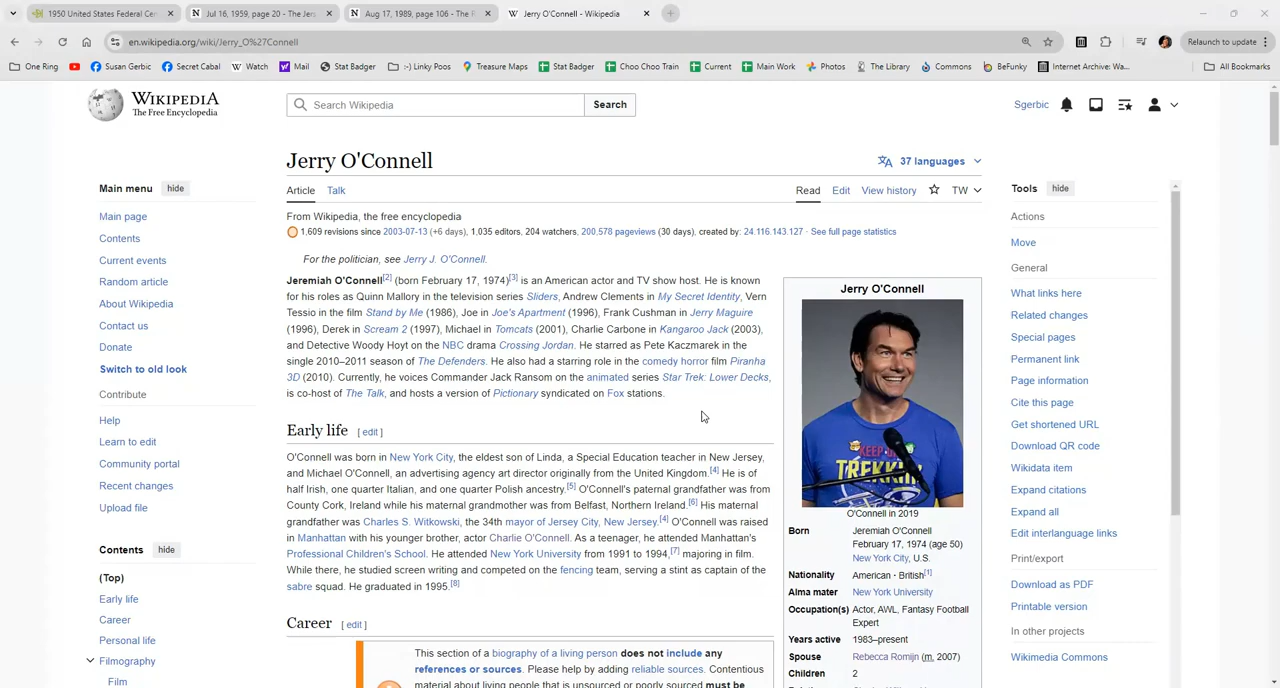 1950 United States Federal Cen
Jul 16, 1959, page 20 - The Jers
Aug 17, 1989, page 106 - The R
Jerry O'Connell - Wikipedia
en.wikipedia.org/wiki/Jerry_O%27Connell
Relaunch to update
One Ring
Susan Gerbic
Secret Cabal
Watch
Mail
Stat Badger
:-) Linky Poos
Treasure Maps
Stat Badger
Choo Choo Train
Current
Main Work
Photos
The Library
Commons
BeFunky
Internet Archive: Wa...
All Bookmarks
WIKIPEDIA
The Free Encyclopedia
Search Wikipedia
Search
Sgerbic
Jerry O'Connell
37 languages
Main menu hide
Main page
Contents
Current events
Random article
About Wikipedia
Contact us
Donate
Switch to old look
Contribute
Help
Learn to edit
Community portal
Recent changes
Upload file
Contents hide
(Top)
Early life
Career
Personal life
Filmography
Film
Article Talk
Read Edit View history TW
From Wikipedia, the free encyclopedia
1,609 revisions since 2003-07-13 (+6 days), 1,035 editors, 204 watchers, 200,578 pageviews (30 days), created by: 24.116.143.127 · See full page statistics
For the politician, see Jerry J. O'Connell.
Jeremiah O'Connell[2] (born February 17, 1974)[3] is an American actor and TV show host. He is known
for his roles as Quinn Mallory in the television series Sliders, Andrew Clements in My Secret Identity, Vern
Tessio in the film Stand by Me (1986), Joe in Joe's Apartment (1996), Frank Cushman in Jerry Maguire
(1996), Derek in Scream 2 (1997), Michael in Tomcats (2001), Charlie Carbone in Kangaroo Jack (2003),
and Detective Woody Hoyt on the NBC drama Crossing Jordan. He starred as Pete Kaczmarek in the
single 2010–2011 season of The Defenders. He also had a starring role in the comedy horror film Piranha
3D (2010). Currently, he voices Commander Jack Ransom on the animated series Star Trek: Lower Decks,
is co-host of The Talk, and hosts a version of Pictionary syndicated on Fox stations.
Early life [ edit ]
O'Connell was born in New York City, the eldest son of Linda, a Special Education teacher in New Jersey,
and Michael O'Connell, an advertising agency art director originally from the United Kingdom.[4] He is of
half Irish, one quarter Italian, and one quarter Polish ancestry.[5] O'Connell's paternal grandfather was from
County Cork, Ireland while his maternal grandmother was from Belfast, Northern Ireland.[6] His maternal
grandfather was Charles S. Witkowski, the 34th mayor of Jersey City, New Jersey.[4] O'Connell was raised
in Manhattan with his younger brother, actor Charlie O'Connell. As a teenager, he attended Manhattan's
Professional Children's School. He attended New York University from 1991 to 1994,[7] majoring in film.
While there, he studied screen writing and competed on the fencing team, serving a stint as captain of the
sabre squad. He graduated in 1995.[8]
Career [ edit ]
This section of a biography of a living person does not include any
references or sources. Please help by adding reliable sources. Contentious
material about living people that is unsourced or poorly sourced must be
Jerry O'Connell
KEEP ON
TREKKIN
O'Connell in 2019
Born Jeremiah O'Connell
February 17, 1974 (age 50)
New York City, U.S.
Nationality American · British[1]
Alma mater New York University
Occupation(s) Actor, AWL, Fantasy Football
Expert
Years active 1983–present
Spouse Rebecca Romijn (m. 2007)
Children 2
Tools hide
Actions
Move
General
What links here
Related changes
Special pages
Permanent link
Page information
Cite this page
Get shortened URL
Download QR code
Wikidata item
Expand citations
Expand all
Edit interlanguage links
Print/export
Download as PDF
Printable version
In other projects
Wikimedia Commons